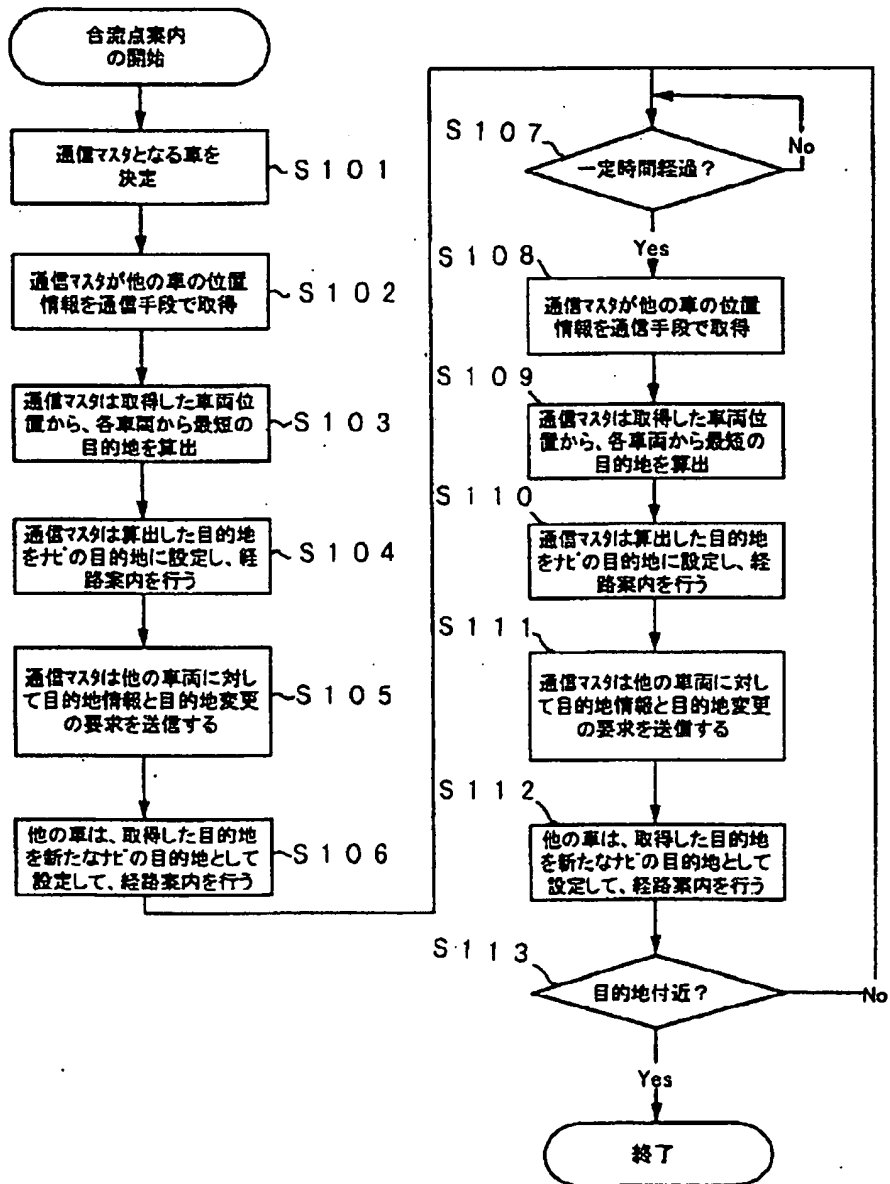 合流点案内
の開始
通信マスタとなる車を
決定
S101
通信マスタが他の車の位置
情報を通信手段で取得
S102
通信マスタは取得した車両位
置から、各車両から最短の
目的地を算出
S103
通信マスタは算出した目的地
をナビの目的地に設定し、経
路案内を行う
S104
通信マスタは他の車両に対し
て目的地情報と目的地変更
の要求を送信する
S105
他の車は、取得した目的地
を新たなナビの目的地として
設定して、経路案内を行う
S106
S107
一定時間経過?
No
Yes
S108
通信マスタが他の車の位置
情報を通信手段で取得
S109
通信マスタは取得した車両位
置から、各車両から最短の
目的地を算出
S110
通信マスタは算出した目的地
をナビの目的地に設定し、経
路案内を行う
S111
通信マスタは他の車両に対し
て目的地情報と目的地変更
の要求を送信する
S112
他の車は、取得した目的地
を新たなナビの目的地として
設定して、経路案内を行う
S113
目的地付近?
No
Yes
終了